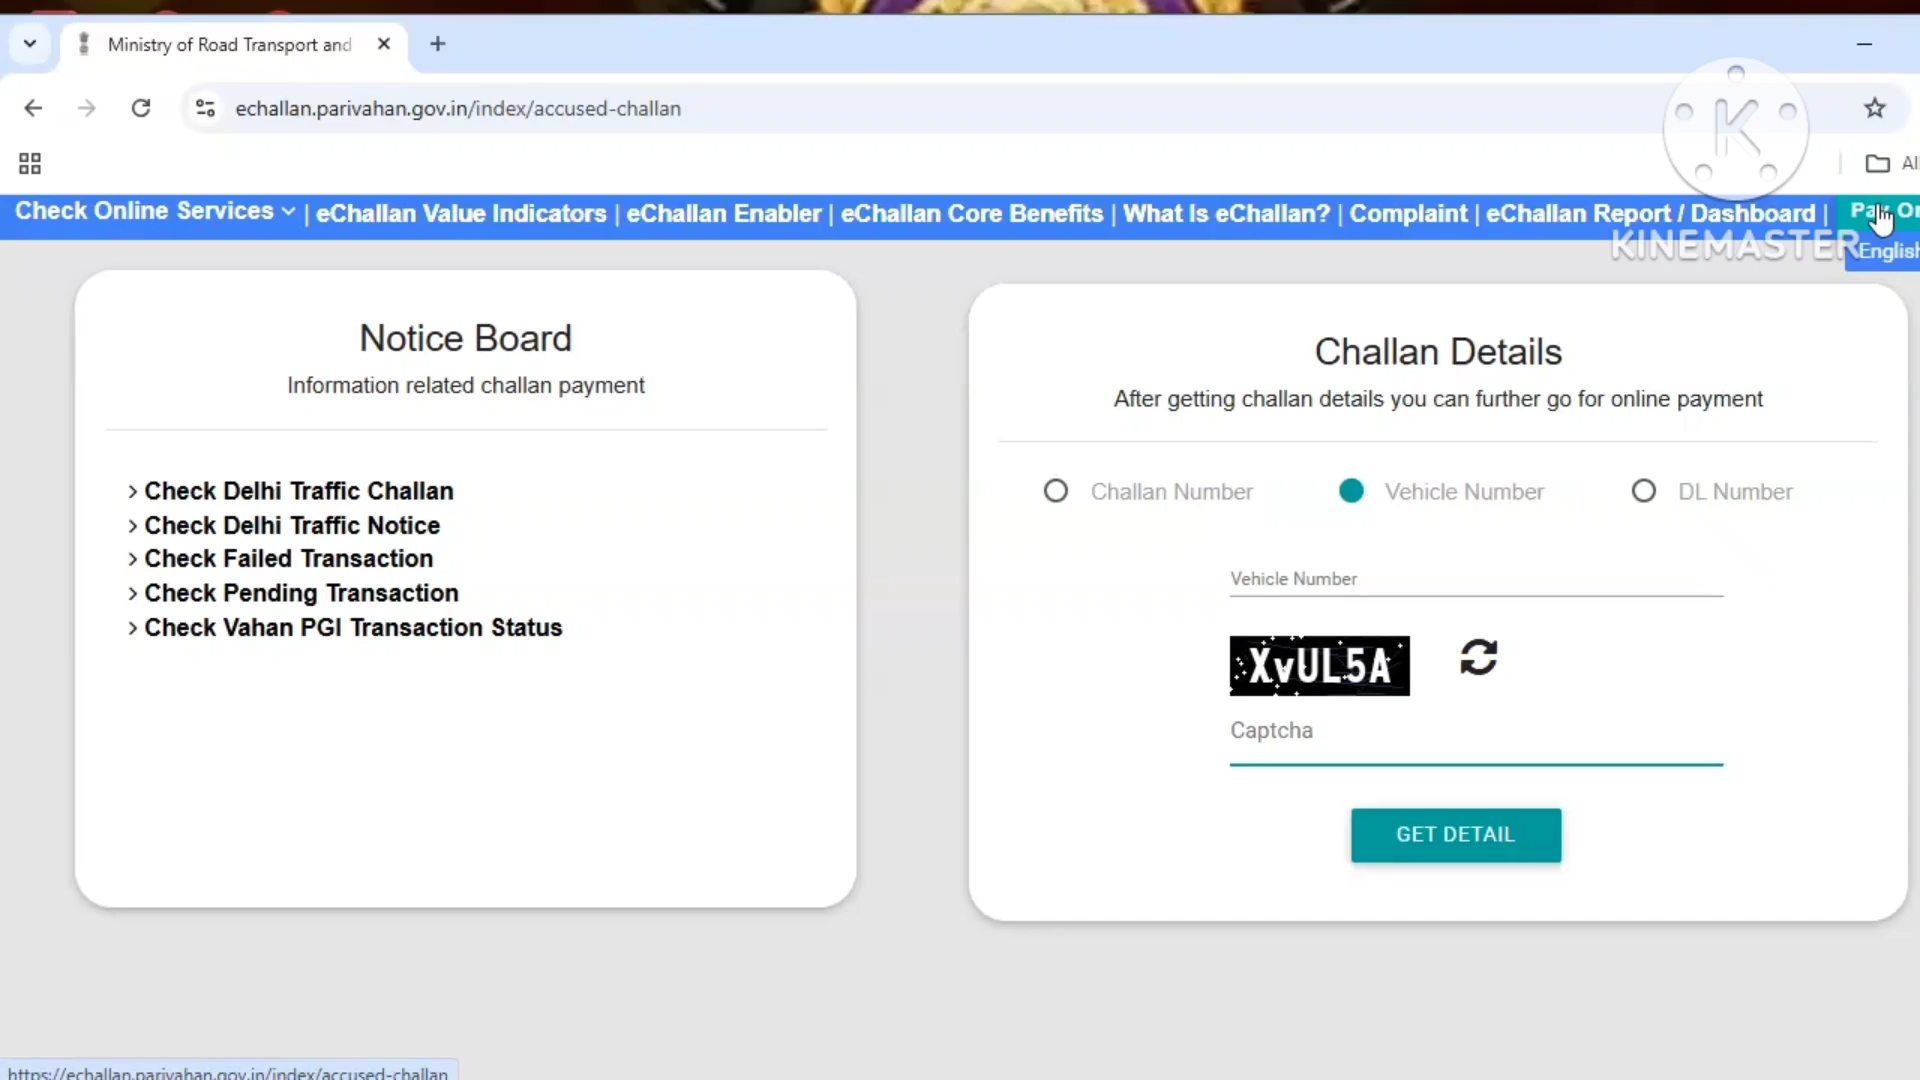 Ministry of Road Transport and
echallan.parivahan.gov.in/index/accused-challan
All
K
Check Online Services | eChallan Value Indicators | eChallan Enabler | eChallan Core Benefits | What Is eChallan? | Complaint | eChallan Report / Dashboard |
KINEMASTER
English
Notice Board
Information related challan payment
> Check Delhi Traffic Challan
> Check Delhi Traffic Notice
> Check Failed Transaction
> Check Pending Transaction
> Check Vahan PGI Transaction Status
Challan Details
After getting challan details you can further go for online payment
Challan Number Vehicle Number DL Number
Vehicle Number
XvUL5A
Captcha
GET DETAIL
https://echallan.parivahan.gov.in/index/accused-challan